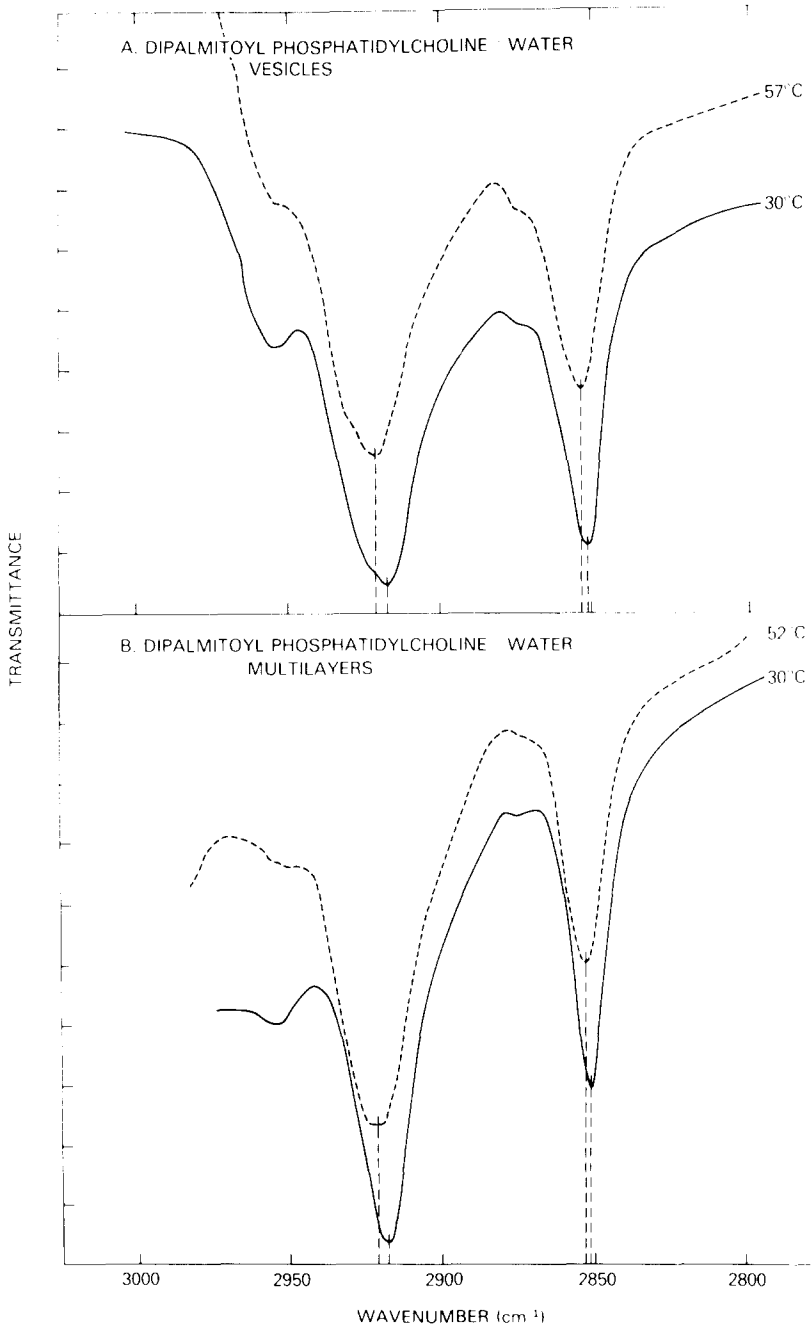 A. DIPALMITOYL PHOSPHATIDYLCHOLINE WATER
VESICLES
57°C
30°C
TRANSMITTANCE
B. DIPALMITOYL PHOSPHATIDYLCHOLINE WATER
MULTILAYERS
52°C
30°C
3000 2950 2900 2850 2800
WAVENUMBER (cm⁻¹)